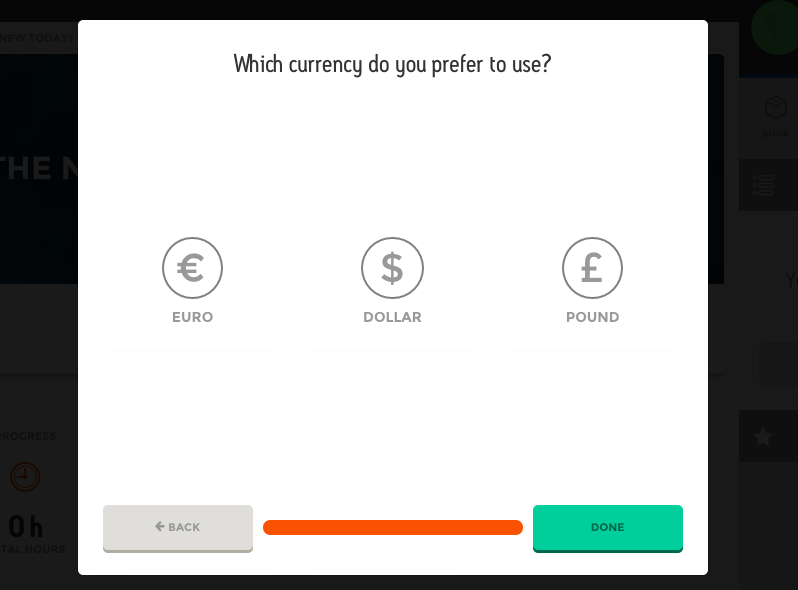 NEW TODAY
Which currency do you prefer to use?
THE N
BOOK
€
$
£
EURO
DOLLAR
POUND
PROGRESS
0h
TAL HOURS
BACK
DONE